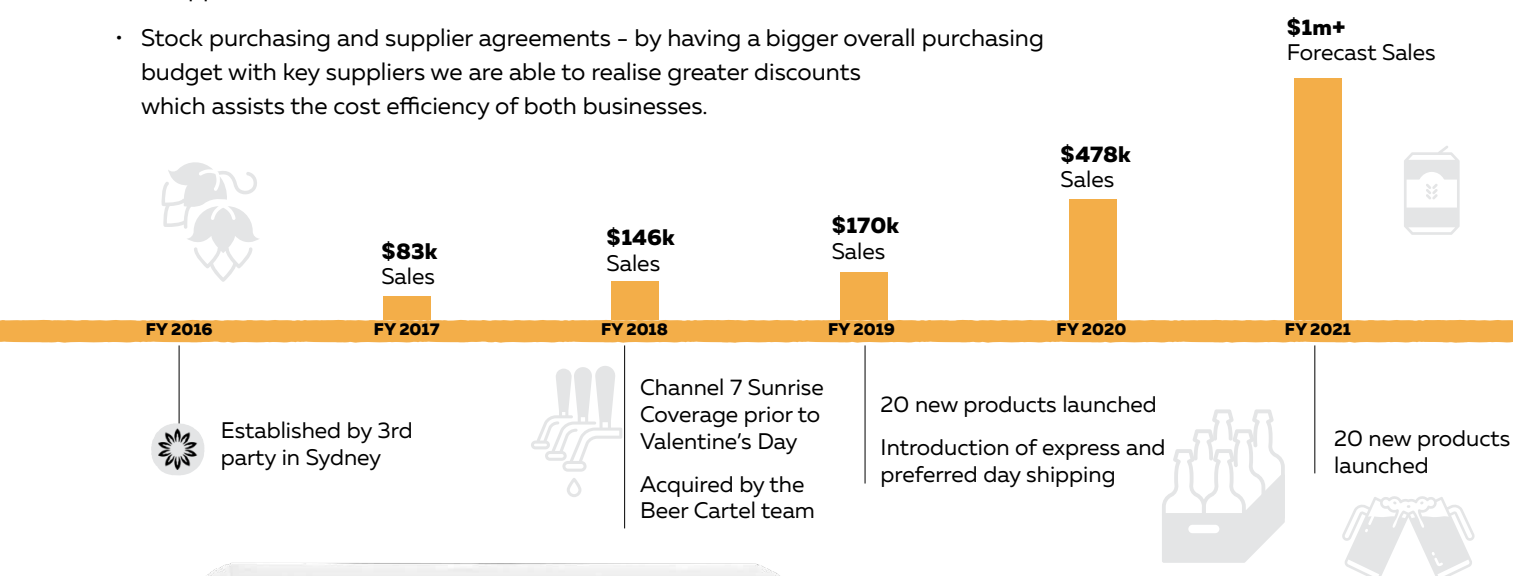 · Stock purchasing and supplier agreements - by having a bigger overall purchasing
budget with key suppliers we are able to realise greater discounts
which assists the cost efficiency of both businesses.
$1m+
Forecast Sales
$478k
Sales
$170k
Sales
$146k
Sales
$83k
Sales
FY 2016
FY 2017
FY 2018
FY 2019
FY 2020
FY 2021
Established by 3rd
party in Sydney
Channel 7 Sunrise
Coverage prior to
Valentine's Day
Acquired by the
Beer Cartel team
20 new products launched
Introduction of express and
preferred day shipping
20 new products
launched